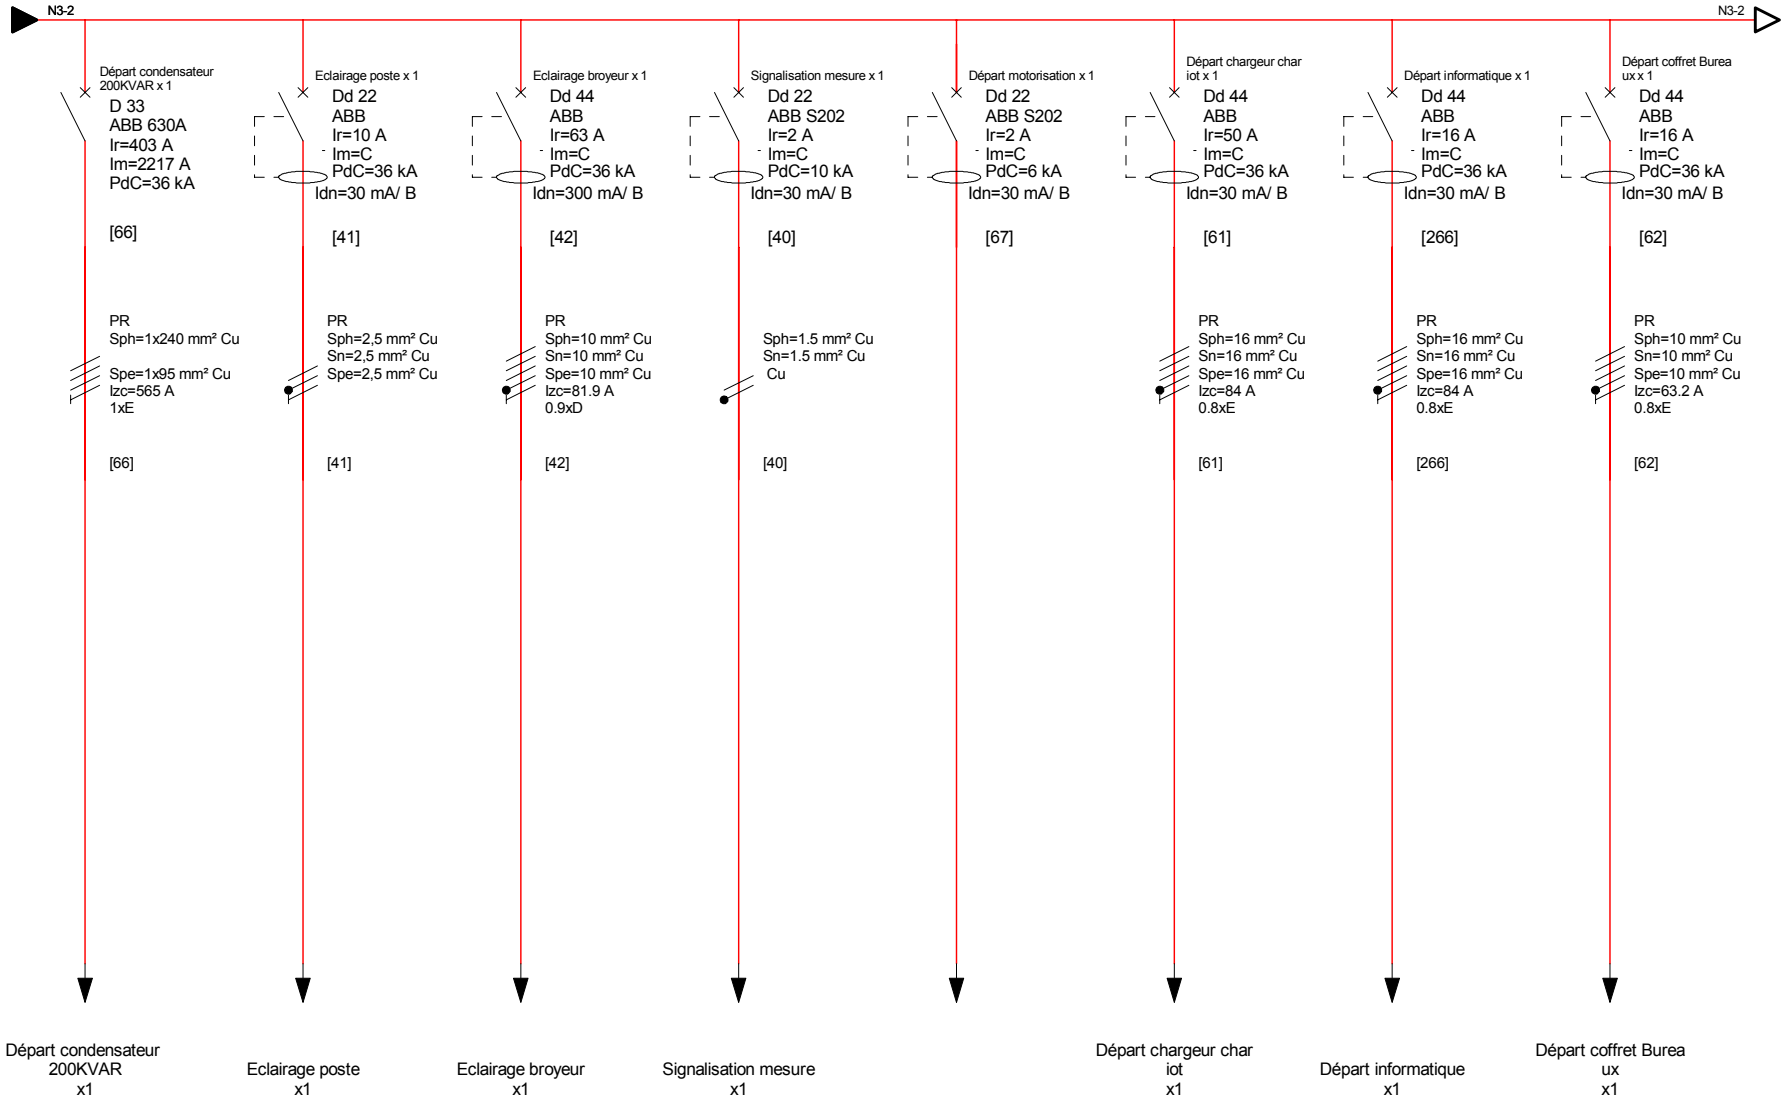 N3-2
N3-2
Départ condensateur
200KVAR x 1
D 33
ABB 630A
Ir=403 A
Im=2217 A
PdC=36 kA
[66]
PR
Sph=1x240 mm² Cu
Spe=1x95 mm² Cu
Izc=565 A
1xE
[66]
Départ condensateur
200KVAR
x1
Eclairage poste x 1
Dd 22
ABB
Ir=10 A
Im=C
PdC=36 kA
Idn=30 mA/ B
[41]
PR
Sph=2,5 mm² Cu
Sn=2,5 mm² Cu
Spe=2,5 mm² Cu
[41]
Eclairage poste
x1
Eclairage broyeur x 1
Dd 44
ABB
Ir=63 A
Im=C
PdC=36 kA
Idn=300 mA/ B
[42]
PR
Sph=10 mm² Cu
Sn=10 mm² Cu
Spe=10 mm² Cu
Izc=81.9 A
0.9xD
[42]
Eclairage broyeur
x1
Signalisation mesure x 1
Dd 22
ABB S202
Ir=2 A
Im=C
PdC=10 kA
Idn=30 mA/ B
[40]
Sph=1.5 mm² Cu
Sn=1.5 mm² Cu
Cu
[40]
Signalisation mesure
x1
Départ motorisation x 1
Dd 22
ABB S202
Ir=2 A
Im=C
PdC=6 kA
Idn=30 mA/ B
[67]
Départ chargeur char
iot x 1
Dd 44
ABB
Ir=50 A
Im=C
PdC=36 kA
Idn=30 mA/ B
[61]
PR
Sph=16 mm² Cu
Sn=16 mm² Cu
Spe=16 mm² Cu
Izc=84 A
0.8xE
[61]
Départ chargeur char
iot
x1
Départ informatique x 1
Dd 44
ABB
Ir=16 A
Im=C
PdC=36 kA
Idn=30 mA/ B
[266]
PR
Sph=16 mm² Cu
Sn=16 mm² Cu
Spe=16 mm² Cu
Izc=84 A
0.8xE
[266]
Départ informatique
x1
Départ coffret Burea
ux x 1
Dd 44
ABB
Ir=16 A
Im=C
PdC=36 kA
Idn=30 mA/ B
[62]
PR
Sph=10 mm² Cu
Sn=10 mm² Cu
Spe=10 mm² Cu
Izc=63.2 A
0.8xE
[62]
Départ coffret Burea
ux
x1